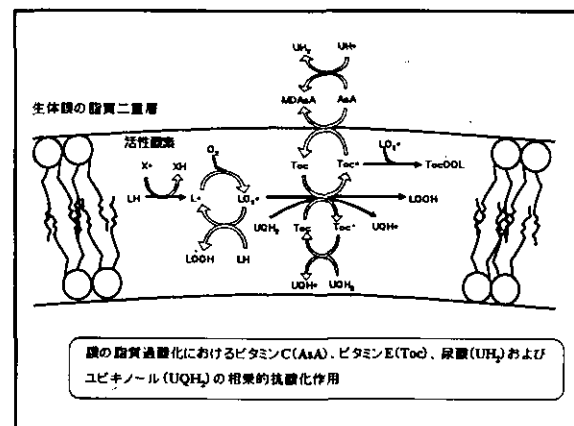 UH₂ UH•
MDAsA AsA
生体膜の脂質二重層
活性酸素
X• XH O₂ Toc Toc• LO₂• TocOOL
LH L• LO₂• LOOH
UQH₂ Toc Toc• UQH•
LOOH LH
UQH• UQH₂
膜の脂質過酸化におけるビタミンC(AsA)、ビタミンE(Toc)、尿酸(UH₂)および
ユビキノール(UQH₂)の相乗的抗酸化作用